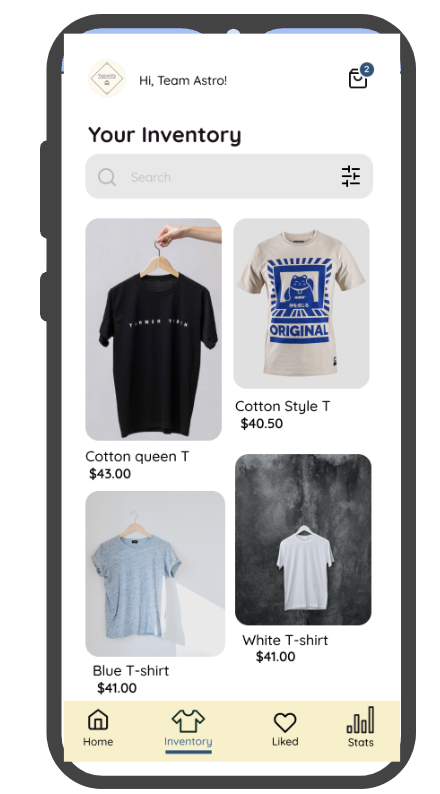 Hi, Team Astro!
2
Your Inventory
Search
ORIGINAL
Cotton queen T
$43.00
Cotton Style T
$40.50
Blue T-shirt
$41.00
White T-shirt
$41.00
Home
Inventory
Liked
Stats